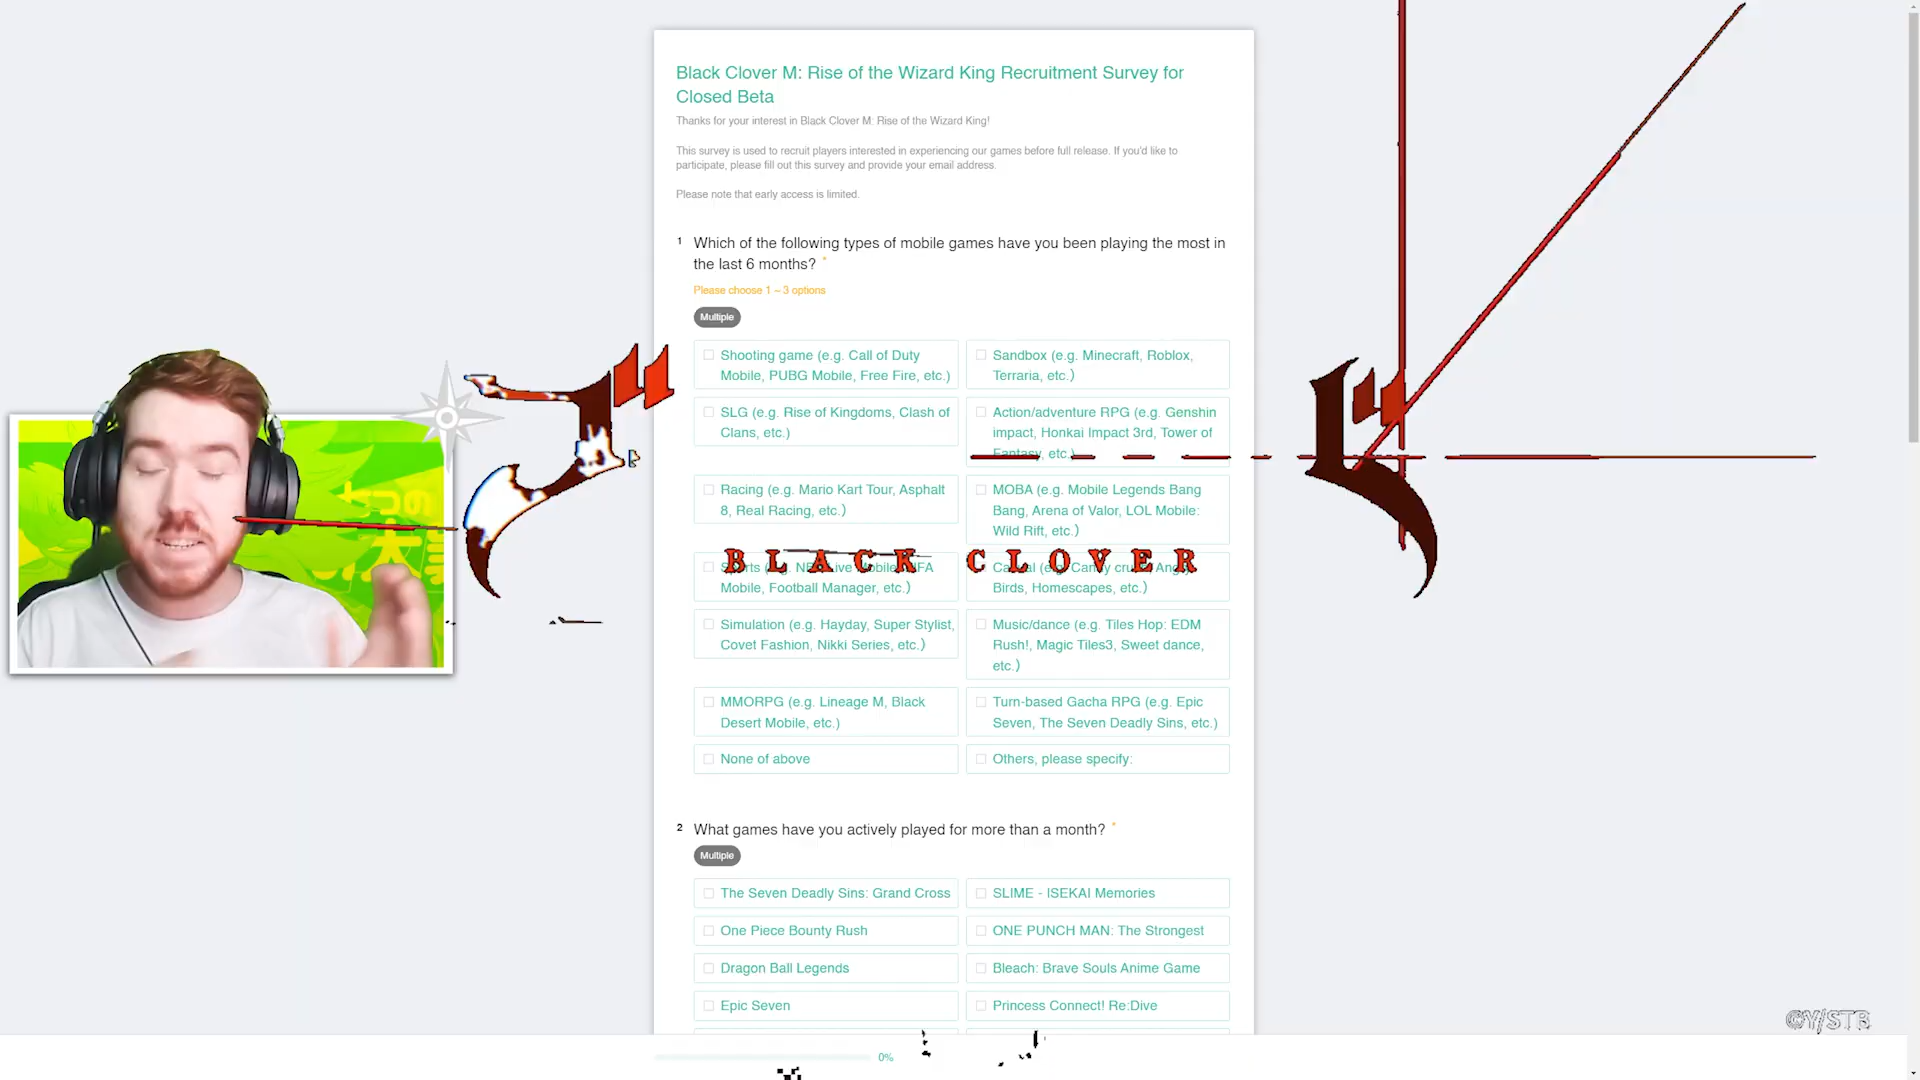 Black Clover M: Rise of the Wizard King Recruitment Survey for
Closed Beta
Thanks for your interest in Black Clover M: Rise of the Wizard King!
This survey is used to recruit players interested in experiencing our games before full release. If you'd like to
participate, please fill out this survey and provide your email address.
Please note that early access is limited.
1 Which of the following types of mobile games have you been playing the most in
the last 6 months? *
Please choose 1 ~ 3 options
Multiple
Shooting game (e.g. Call of Duty
Mobile, PUBG Mobile, Free Fire, etc.)
Sandbox (e.g. Minecraft, Roblox,
Terraria, etc.)
SLG (e.g. Rise of Kingdoms, Clash of
Clans, etc.)
Action/adventure RPG (e.g. Genshin
impact, Honkai Impact 3rd, Tower of
Fantasy, etc.)
Racing (e.g. Mario Kart Tour, Asphalt
8, Real Racing, etc.)
MOBA (e.g. Mobile Legends Bang
Bang, Arena of Valor, LOL Mobile:
Wild Rift, etc.)
BLACK CLOVER
Mobile, Football Manager, etc.)
Birds, Homescapes, etc.)
Simulation (e.g. Hayday, Super Stylist,
Covet Fashion, Nikki Series, etc.)
Music/dance (e.g. Tiles Hop: EDM
Rush!, Magic Tiles3, Sweet dance,
etc.)
MMORPG (e.g. Lineage M, Black
Desert Mobile, etc.)
Turn-based Gacha RPG (e.g. Epic
Seven, The Seven Deadly Sins, etc.)
None of above
Others, please specify:
2 What games have you actively played for more than a month? *
Multiple
The Seven Deadly Sins: Grand Cross
SLIME - ISEKAI Memories
One Piece Bounty Rush
ONE PUNCH MAN: The Strongest
Dragon Ball Legends
Bleach: Brave Souls Anime Game
Epic Seven
Princess Connect! Re:Dive
0%